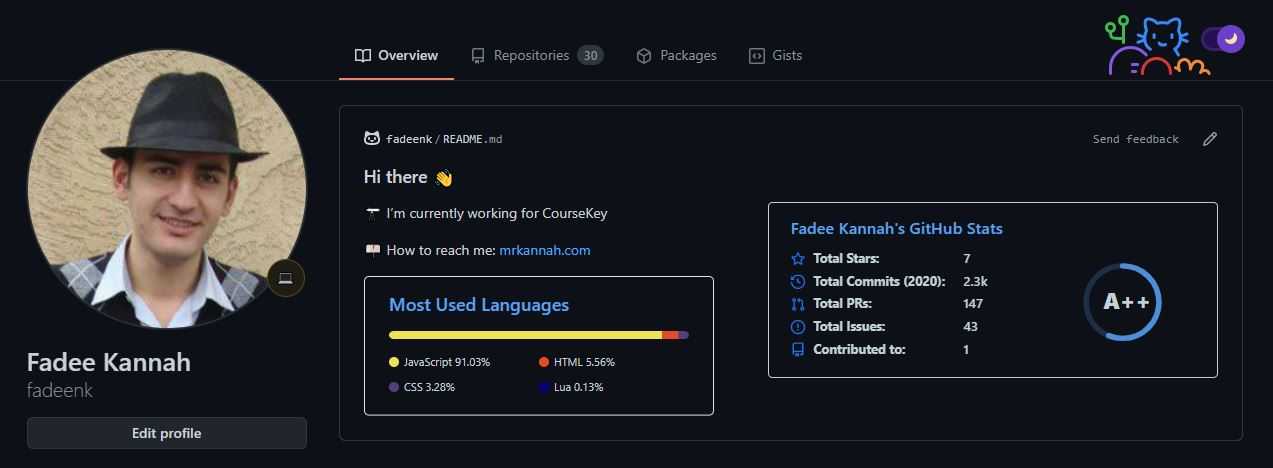 Overview
Repositories 30
Packages
Gists
fadeenk/README.md
Send feedback
Hi there 👋
I'm currently working for CourseKey
How to reach me: mrkannah.com
Most Used Languages
JavaScript 91.03%
HTML 5.56%
CSS 3.28%
Lua 0.13%
Fadee Kannah's GitHub Stats
Total Stars: 7
Total Commits (2020): 2.3k
Total PRs: 147
Total Issues: 43
Contributed to: 1
A++
Fadee Kannah
fadeenk
Edit profile